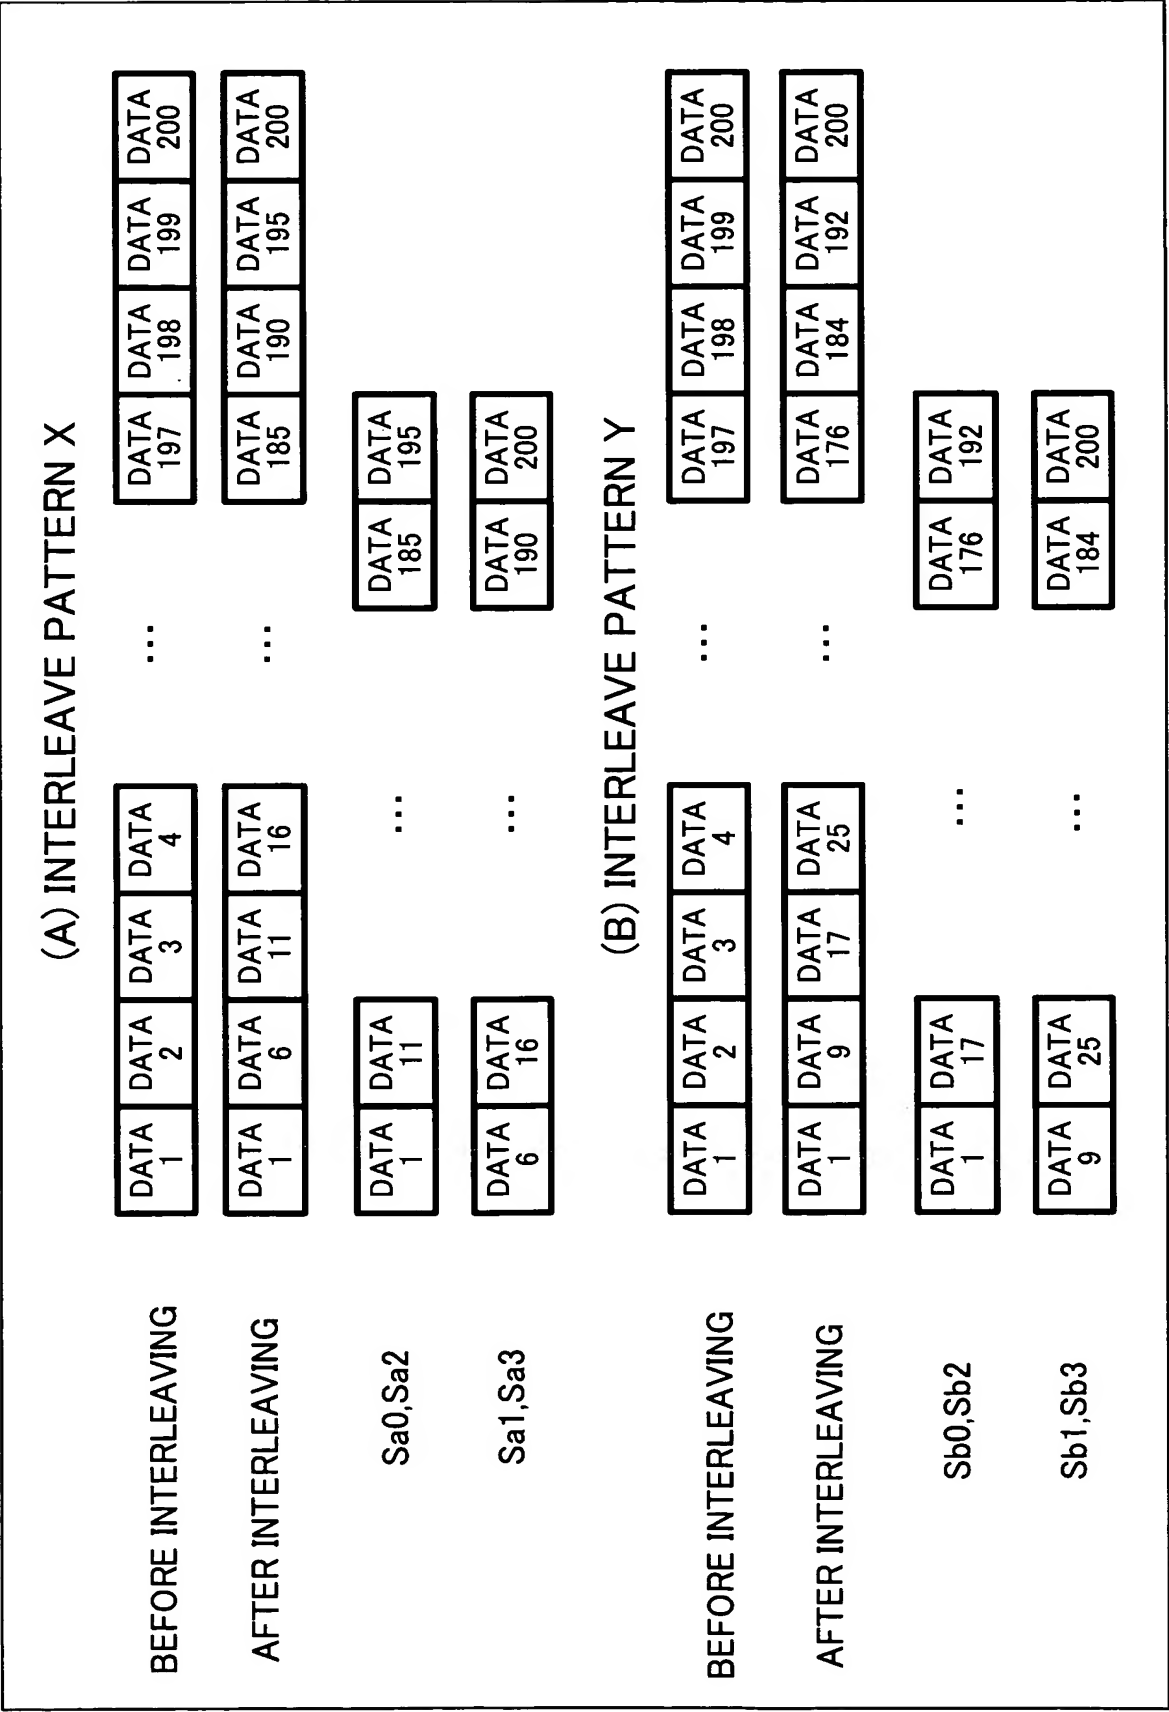 (A) INTERLEAVE PATTERN X
BEFORE INTERLEAVING DATA 1 DATA 2 DATA 3 DATA 4 ... DATA 197 DATA 198 DATA 199 DATA 200
AFTER INTERLEAVING DATA 1 DATA 6 DATA 11 DATA 16 ... DATA 185 DATA 190 DATA 195 DATA 200
Sa0,Sa2 DATA 1 DATA 11 ... DATA 185 DATA 195
Sa1,Sa3 DATA 6 DATA 16 ... DATA 190 DATA 200
(B) INTERLEAVE PATTERN Y
BEFORE INTERLEAVING DATA 1 DATA 2 DATA 3 DATA 4 ... DATA 197 DATA 198 DATA 199 DATA 200
AFTER INTERLEAVING DATA 1 DATA 9 DATA 17 DATA 25 ... DATA 176 DATA 184 DATA 192 DATA 200
Sb0,Sb2 DATA 1 DATA 17 ... DATA 176 DATA 192
Sb1,Sb3 DATA 9 DATA 25 ... DATA 184 DATA 200